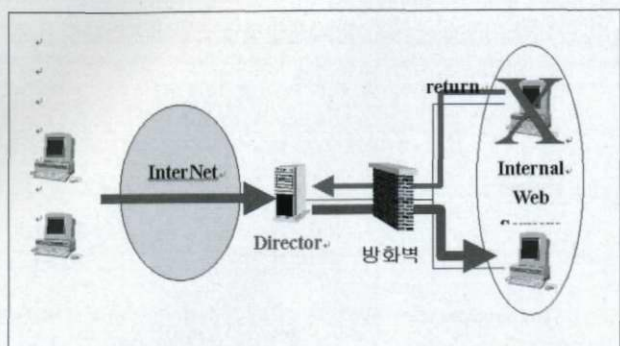 return
InterNet
Internal
Web
Director
방화벽